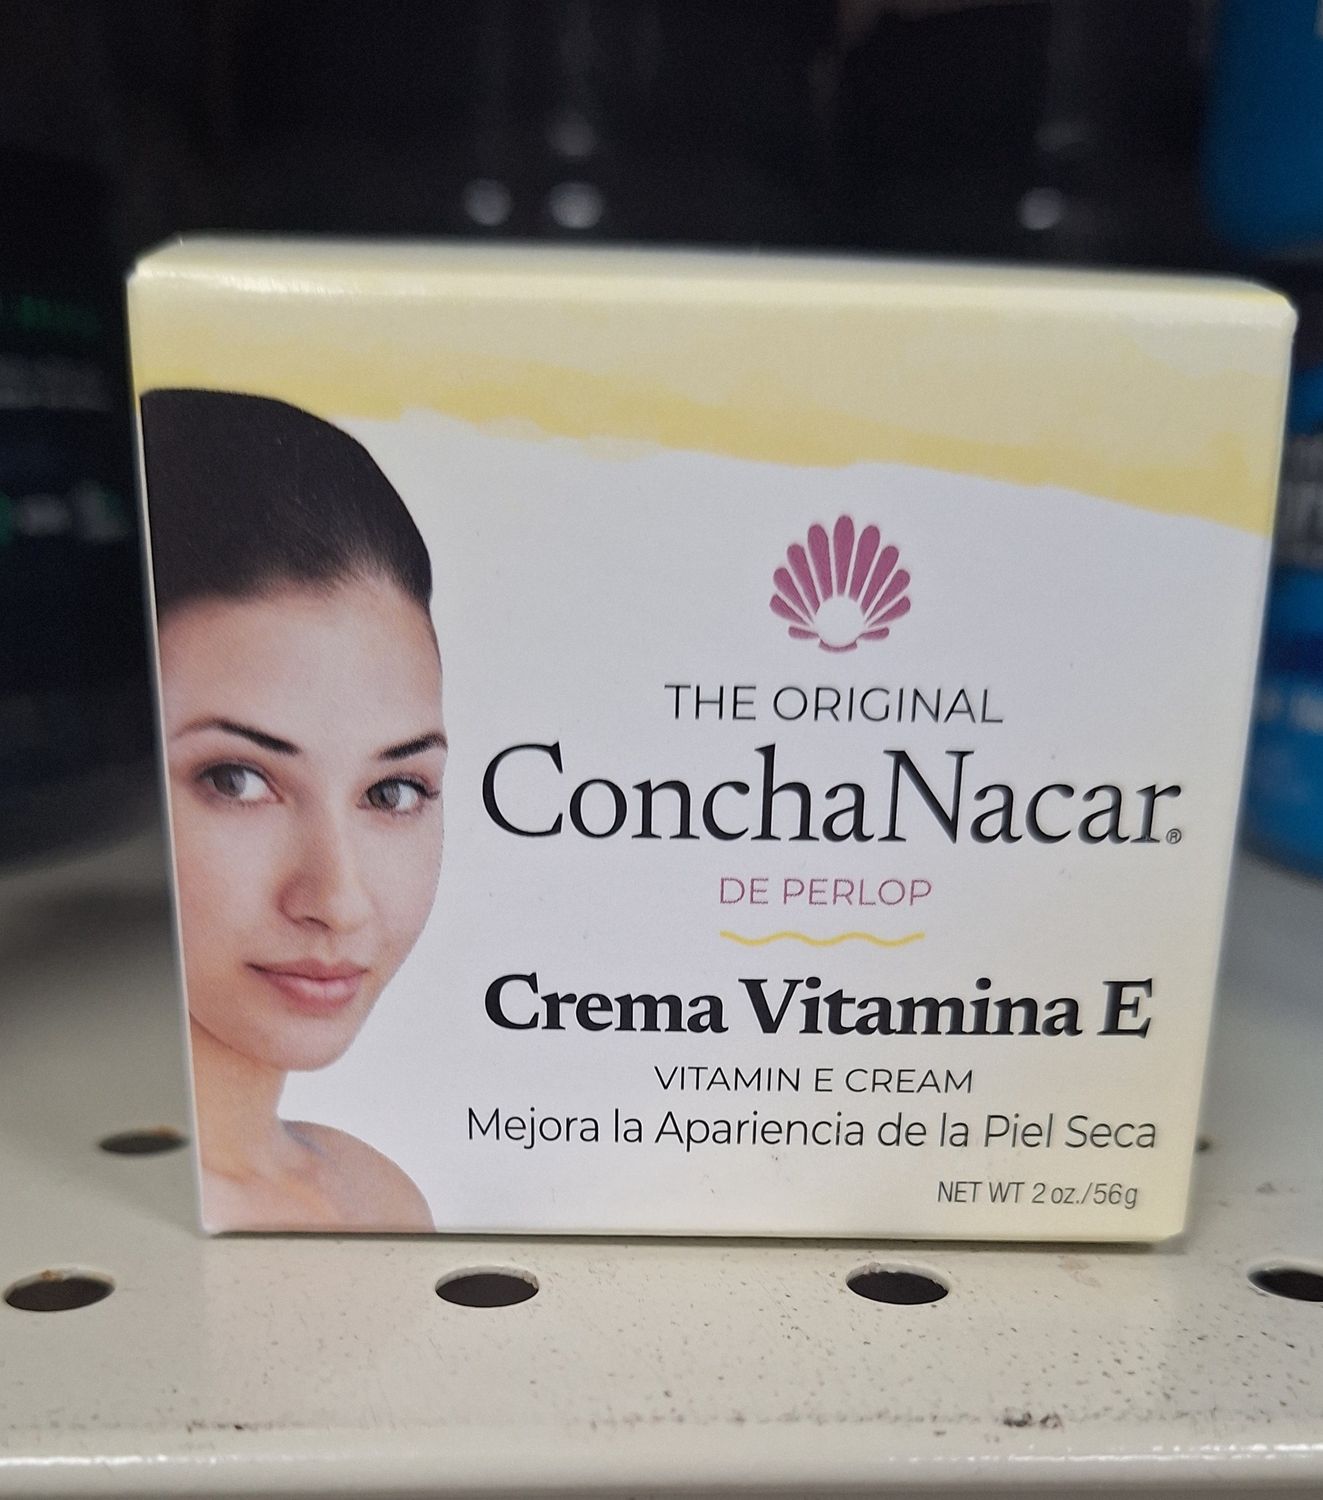 THE ORIGINAL
ConchaNacar®
DE PERLOP
Crema Vitamina E
VITAMIN E CREAM
Mejora la Apariencia de la Piel Seca
NET WT 2 oz./56g